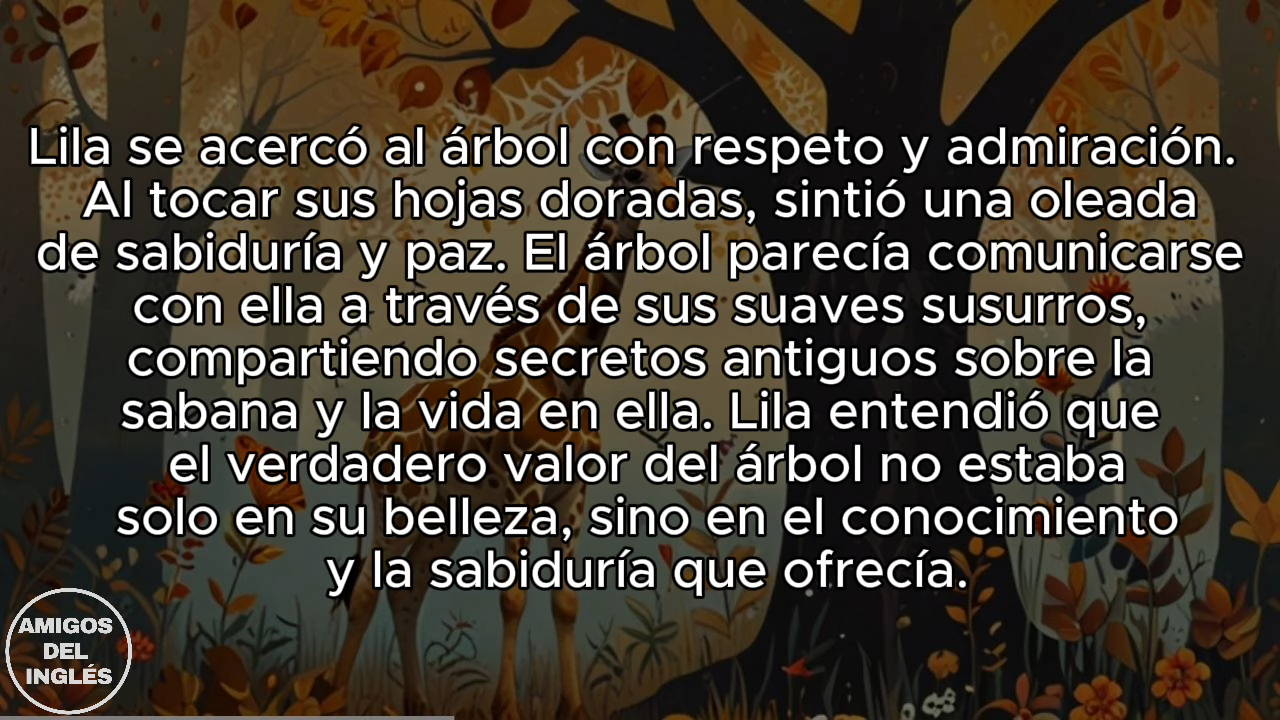 Lila se acercó al árbol con respeto y admiración.
Al tocar sus hojas doradas, sintió una oleada
de sabiduría y paz. El árbol parecía comunicarse
con ella a través de sus suaves susurros,
compartiendo secretos antiguos sobre la
sabana y la vida en ella. Lila entendió que
el verdadero valor del árbol no estaba
solo en su belleza, sino en el conocimiento
y la sabiduría que ofrecía.
AMIGOS
DEL
INGLÉS